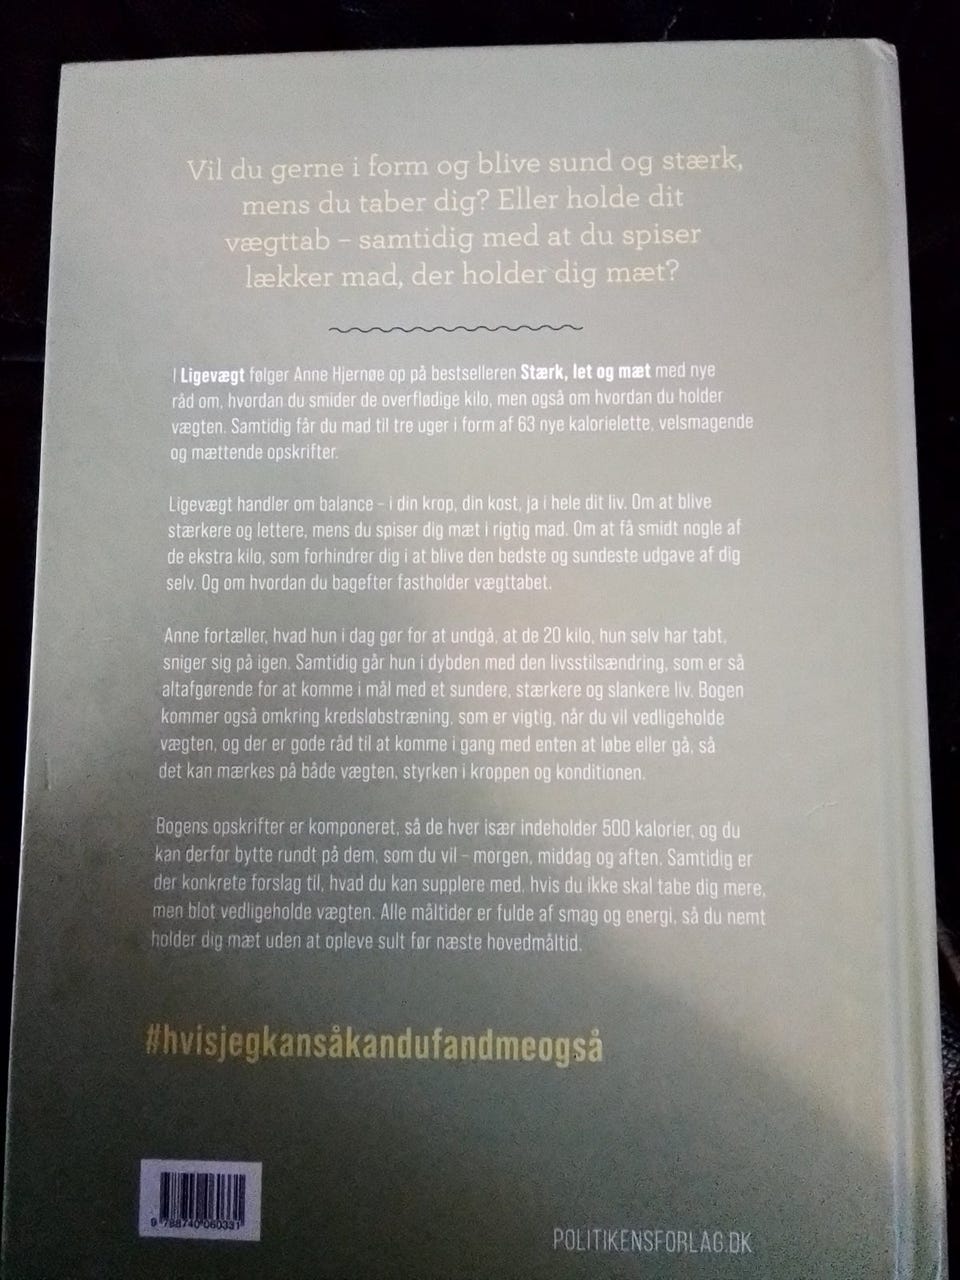 Vil du gerne i form og blive sund og stærk,
mens du taber dig? Eller holde dit
vægttab – samtidig med at du spiser
lækker mad, der holder dig mæt?
I Ligevægt følger Anne Hjernøe op på bestselleren Stærk, let og mæt med nye
råd om, hvordan du smider de overflødige kilo, men også om hvordan du holder
vægten. Samtidig får du mad til tre uger i form af 63 nye kalorielette, velsmagende
og mættende opskrifter.
Ligevægt handler om balance – i din krop, din kost, ja i hele dit liv. Om at blive
stærkere og lettere, mens du spiser dig mæt i rigtig mad. Om at få smidt nogle af
de ekstra kilo, som forhindrer dig i at blive den bedste og sundeste udgave af dig
selv. Og om hvordan du bagefter fastholder vægttabet.
Anne fortæller, hvad hun i dag gør for at undgå, at de 20 kilo, hun selv har tabt,
sniger sig på igen. Samtidig går hun i dybden med den livsstilsændring, som er så
altafgørende for at komme i mål med et sundere, stærkere og slankere liv. Bogen
kommer også omkring kredsløbstræning, som er vigtig, når du vil vedligeholde
vægten, og der er gode råd til at komme i gang med enten at løbe eller gå, så
det kan mærkes på både vægten, styrken i kroppen og konditionen.
Bogens opskrifter er komponeret, så de hver især indeholder 500 kalorier, og du
kan derfor bytte rundt på dem, som du vil – morgen, middag og aften. Samtidig er
der konkrete forslag til, hvad du kan supplere med, hvis du ikke skal tabe dig mere,
men blot vedligeholde vægten. Alle måltider er fulde af smag og energi, så du nemt
holder dig mæt uden at opleve sult før næste hovedmåltid.
#hvisjegkansåkandufandmeogså
9 788740 060331
POLITIKENSFORLAG.DK